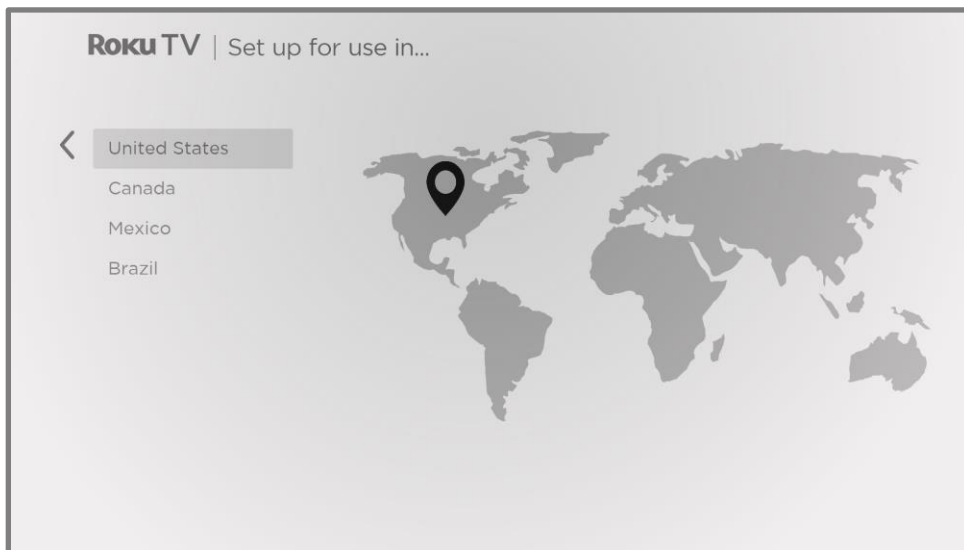 Roku TV | Set up for use in...
United States
Canada
Mexico
Brazil